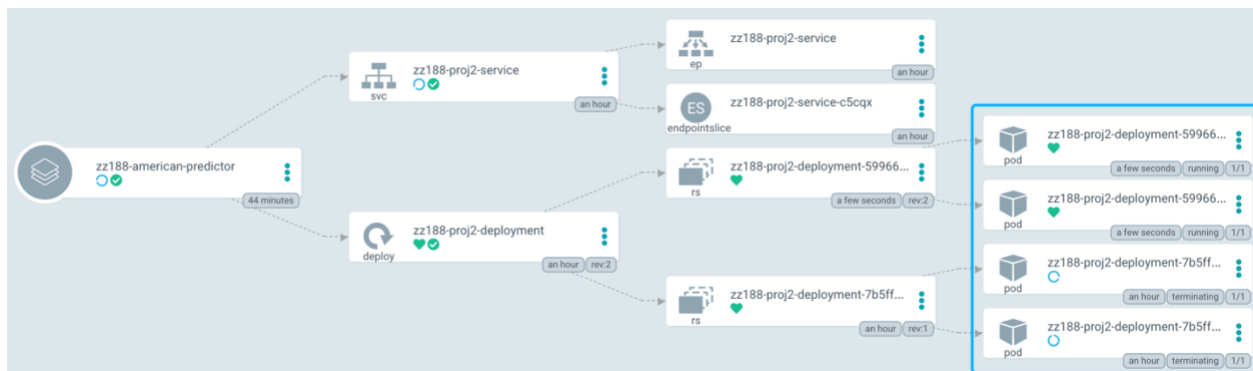 zz188-american-predictor
44 minutes
zz188-proj2-service
svc
an hour
zz188-proj2-deployment
deploy
an hour rev:2
zz188-proj2-service
ep
an hour
ES
zz188-proj2-service-c5cqx
endpointslice
an hour
zz188-proj2-deployment-59966...
rs
a few seconds rev:2
zz188-proj2-deployment-7b5ff...
rs
an hour rev:1
zz188-proj2-deployment-59966...
pod
a few seconds running 1/1
zz188-proj2-deployment-59966...
pod
a few seconds running 1/1
zz188-proj2-deployment-7b5ff...
pod
an hour terminating 1/1
zz188-proj2-deployment-7b5ff...
pod
an hour terminating 1/1